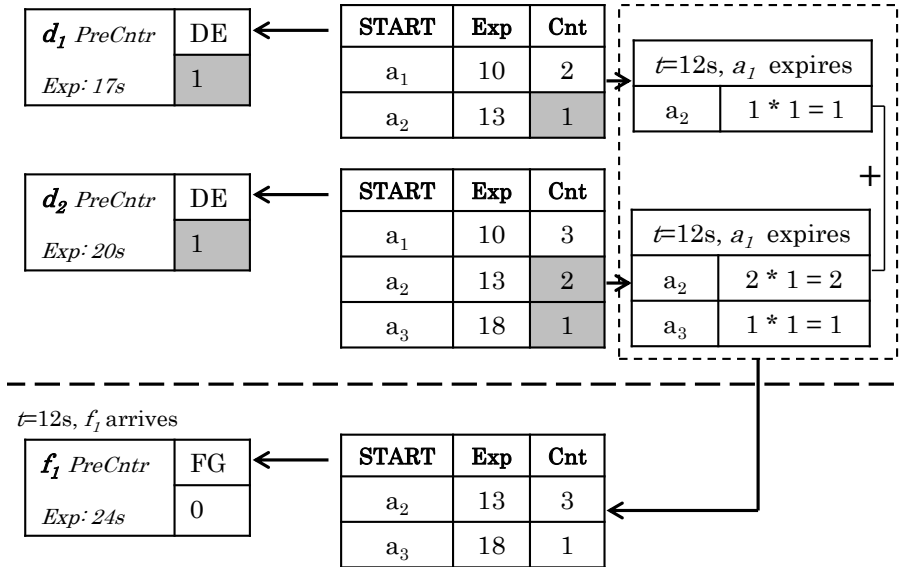 d₁ PreCntr DE
Exp: 17s 1
START Exp Cnt
a₁ 10 2
a₂ 13 1
t=12s, a₁ expires
a₂ 1 * 1 = 1
+
d₂ PreCntr DE
Exp: 20s 1
START Exp Cnt
a₁ 10 3
a₂ 13 2
a₃ 18 1
t=12s, a₁ expires
a₂ 2 * 1 = 2
a₃ 1 * 1 = 1
t=12s, f₁ arrives
f₁ PreCntr FG
Exp: 24s 0
START Exp Cnt
a₂ 13 3
a₃ 18 1